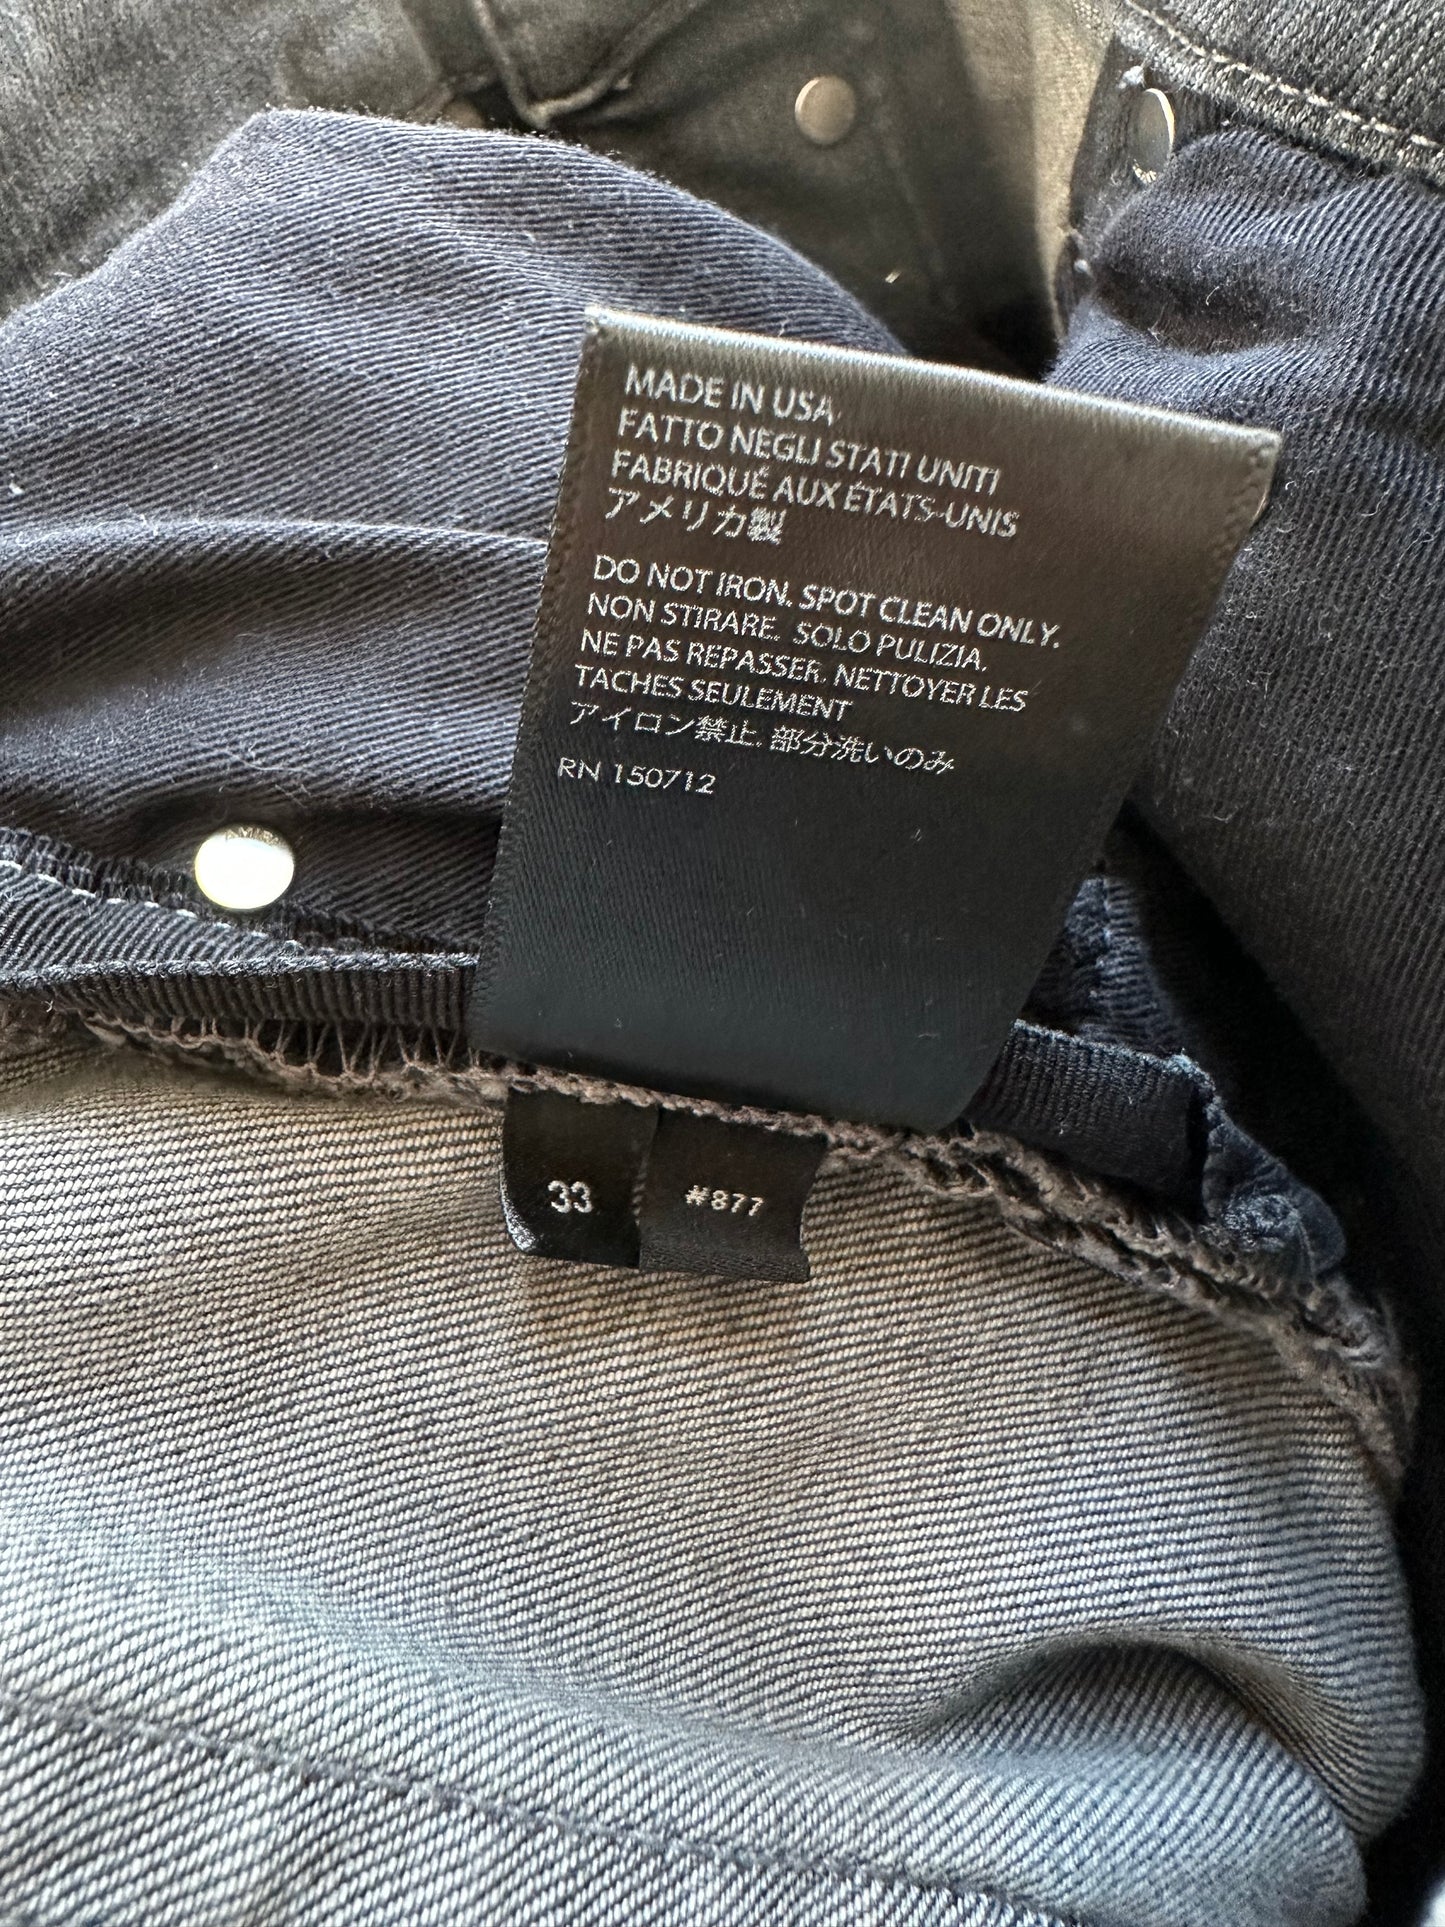 MADE IN USA
FATTO NEGLI STATI UNITI
FABRIQUÉ AUX ÉTATS-UNIS
アメリカ製
DO NOT IRON. SPOT CLEAN ONLY.
NON STIRARE. SOLO PULIZIA.
NE PAS REPASSER. NETTOYER LES
TACHES SEULEMENT
アイロン禁止. 部分洗いのみ
RN 150712
AMIRI
33
#877